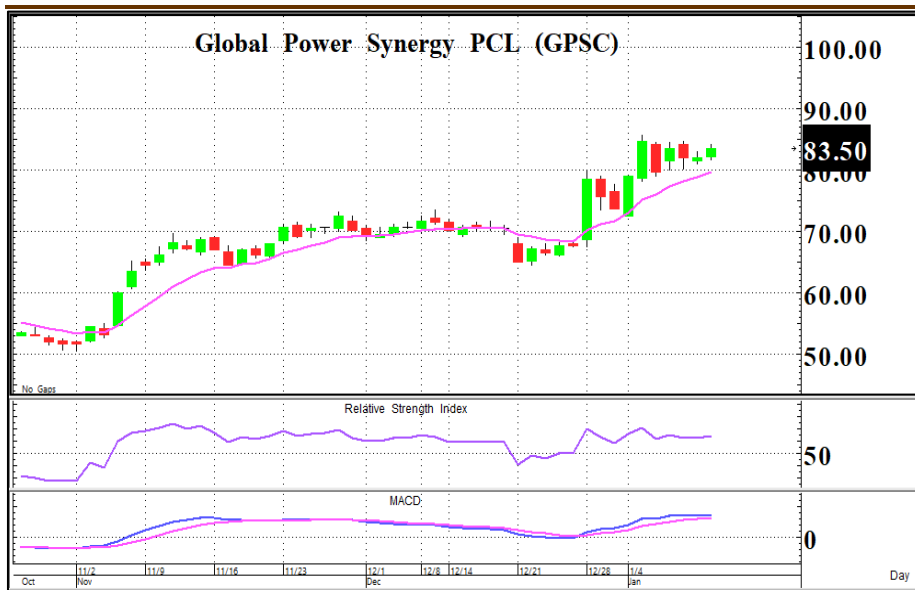 Global Power Synergy PCL (GPSC)
100.00
90.00
83.50
80.00
70.00
60.00
50.00
No Gaps
Relative Strength Index
50
MACD
0
11/2 11/9 11/16 11/23 12/1 12/8 12/14 12/21 12/28 1/4
Oct Nov Dec Jan
Day